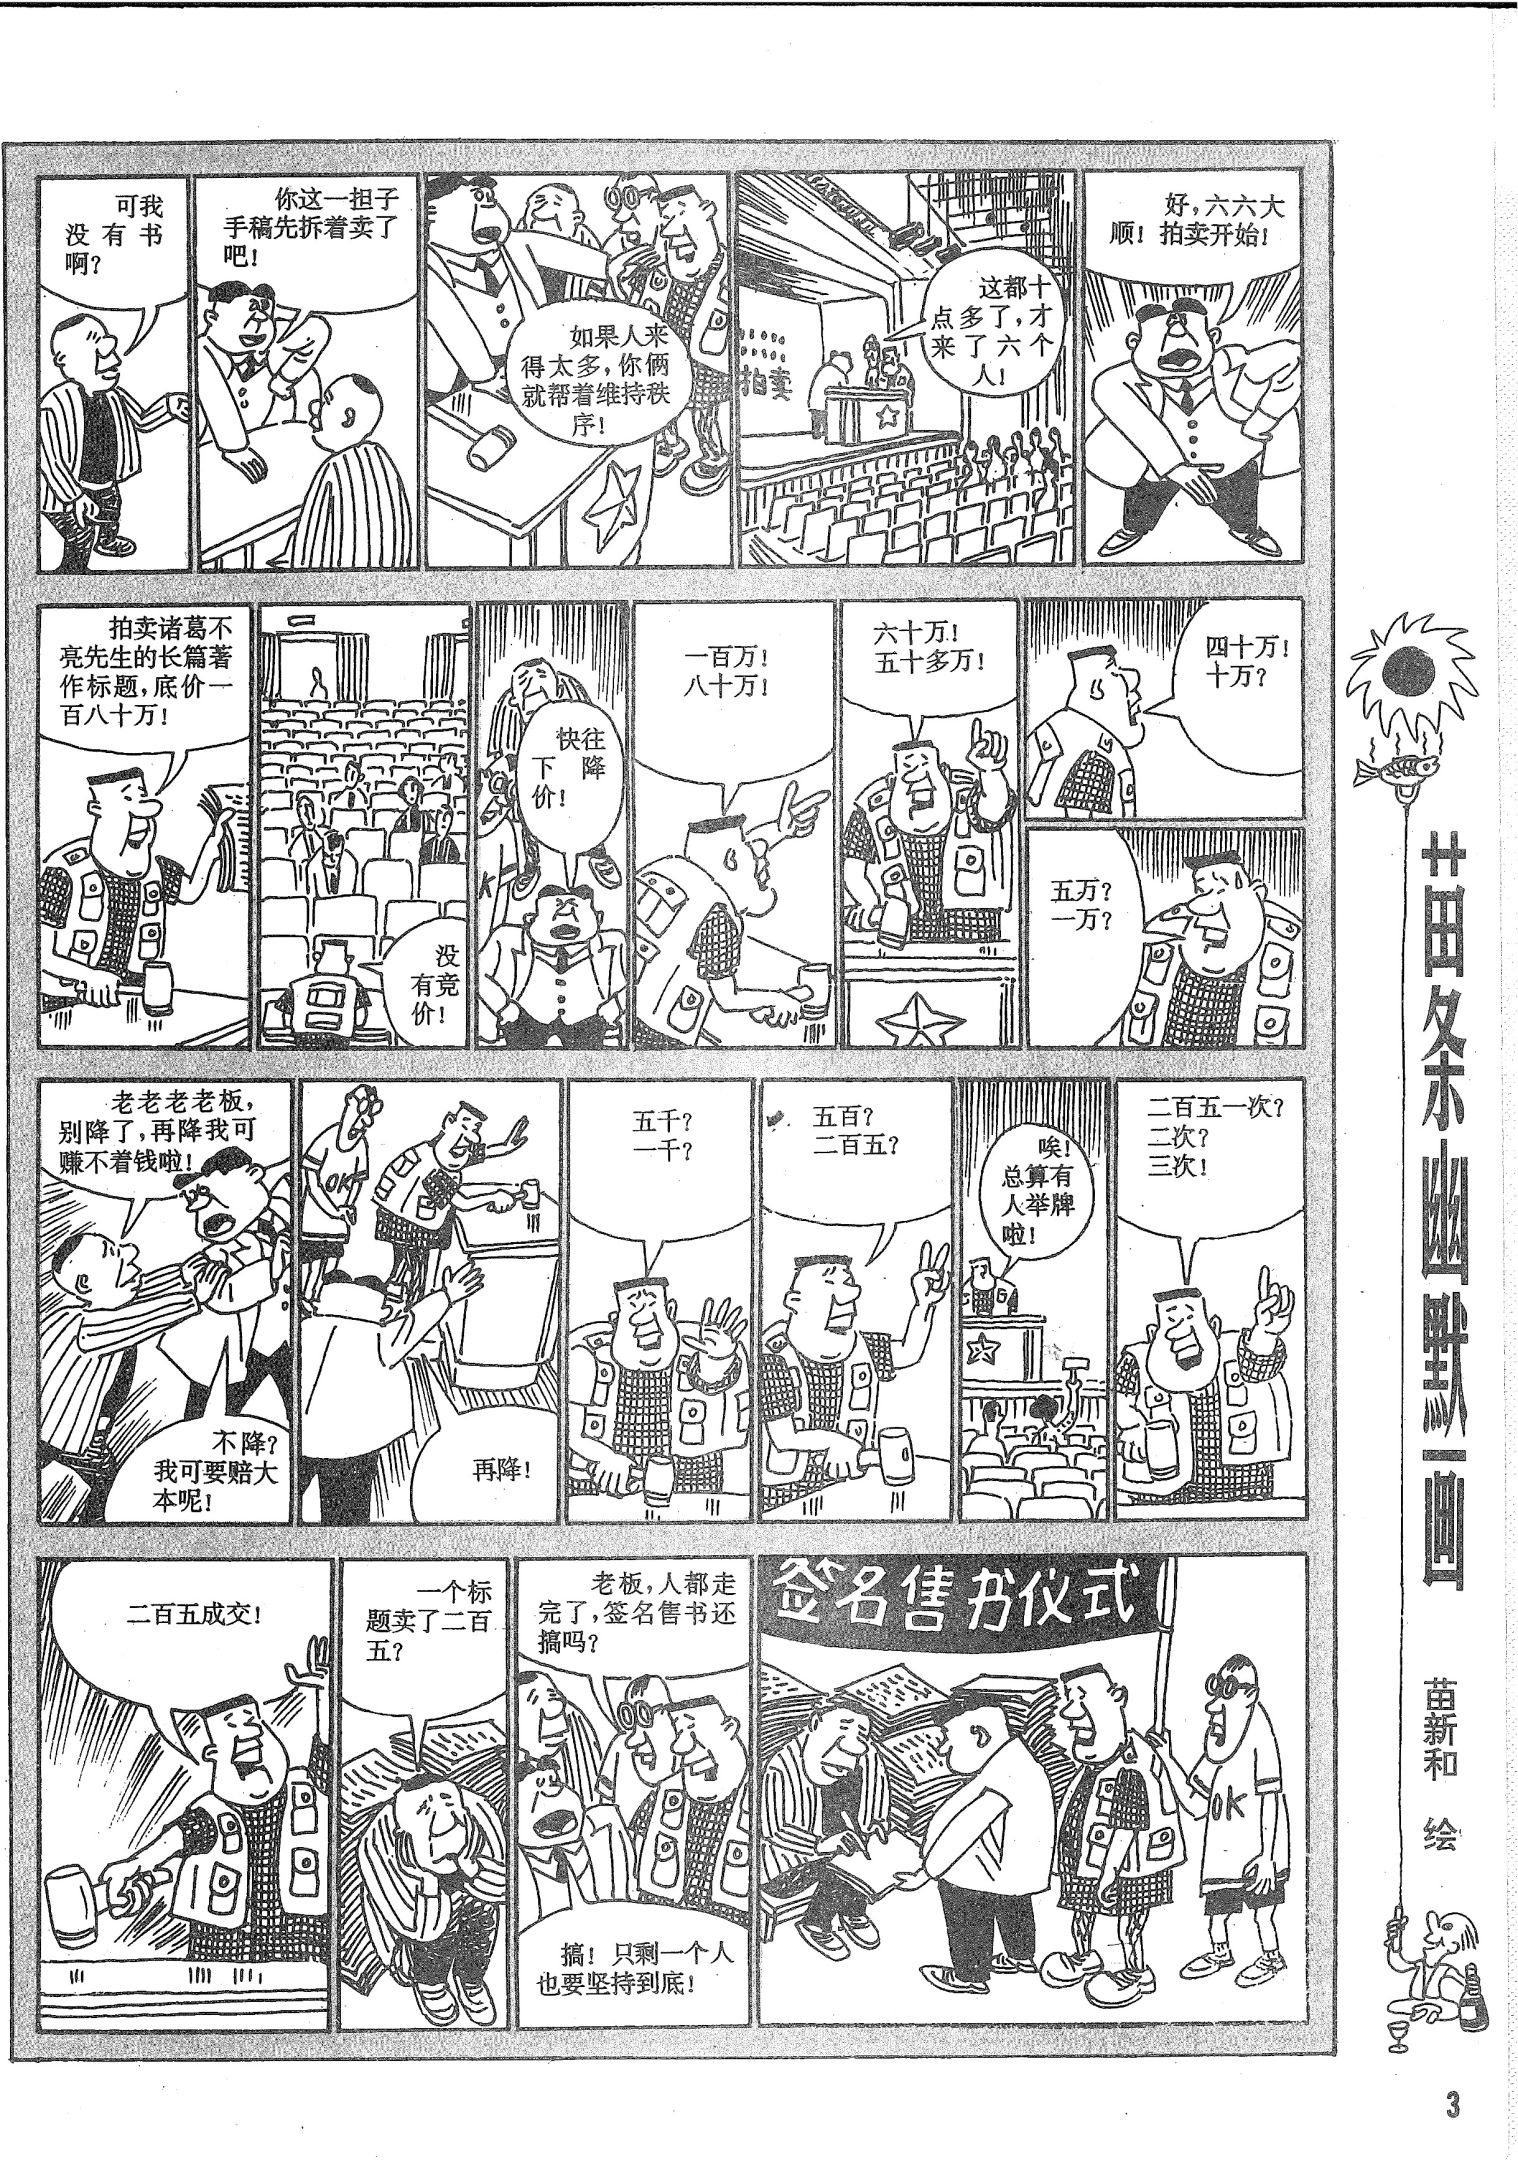 可我
没有书
啊?
你这一担子
手稿先拆着卖了
吧!
如果人来
得太多,你俩
就帮着维持秩
序!
拍卖
这都十
点多了,才
来了六个
人!
好,六六大
顺!拍卖开始!
拍卖诸葛不
亮先生的长篇著
作标题,底价一
百八十万!
没
有竞
价!
快往
下降
价!
K
一百万!
八十万!
六十万!
五十多万!
四十万!
十万?
五万?
一万?
老老老老板,
别降了,再降我可
赚不着钱啦!
不降?
我可要赔大
本呢!
OK
再降!
五千?
一千?
五百?
二百五?
唉!
总算有
人举牌
啦!
二百五一次?
二次?
三次!
二百五成交!
一个标
题卖了二百
五?
老板,人都走
完了,签名售书还
搞吗?
搞!只剩一个人
也要坚持到底!
签名售书仪式
OK
苗条幽默画
苗新和 绘
3